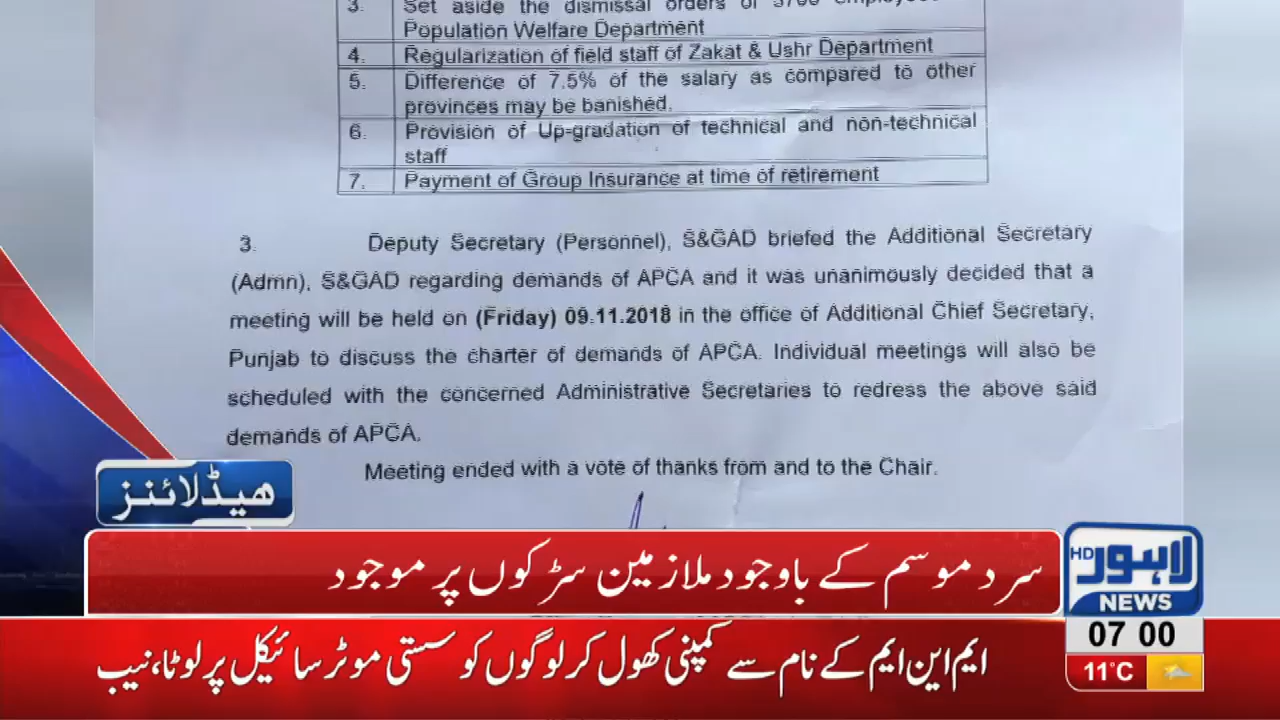 3. Set aside the dismissal orders of 3700
Population Welfare Department
4. Regularization of field staff of Zakat & Ushr Department
5. Difference of 7.5% of the salary as compared to other
provinces may be banished.
6. Provision of Up-gradation of technical and non-technical
staff
7. Payment of Group Insurance at time of retirement
3. Deputy Secretary (Personnel), S&GAD briefed the Additional Secretary
(Admn), S&GAD regarding demands of APCA and it was unanimously decided that a
meeting will be held on (Friday) 09.11.2018 in the office of Additional Chief Secretary,
Punjab to discuss the charter of demands of APCA. Individual meetings will also be
scheduled with the concerned Administrative Secretaries to redress the above said
demands of APCA.
Meeting ended with a vote of thanks from and to the Chair.
ہیڈلائنز
سرد موسم کے باوجود ملازمین سڑکوں پر موجود
لاہور HD
NEWS
07 00
11°C
ایم این ایم کے نام سے کمپنی کھول کر لوگوں کو سستی موٹر سائیکل پر لوٹا، نیب